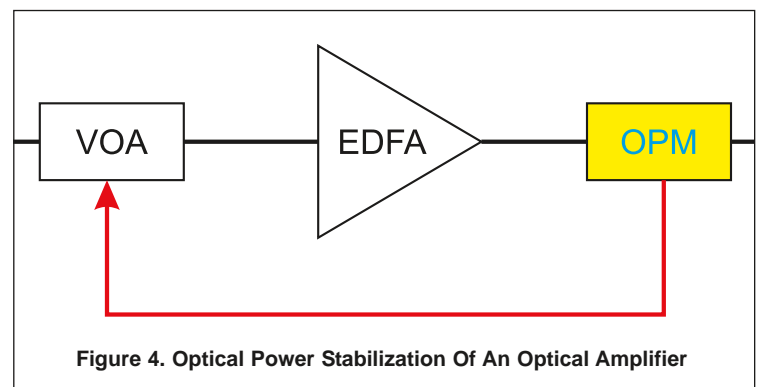 VOA
EDFA
OPM
Figure 4. Optical Power Stabilization Of An Optical Amplifier